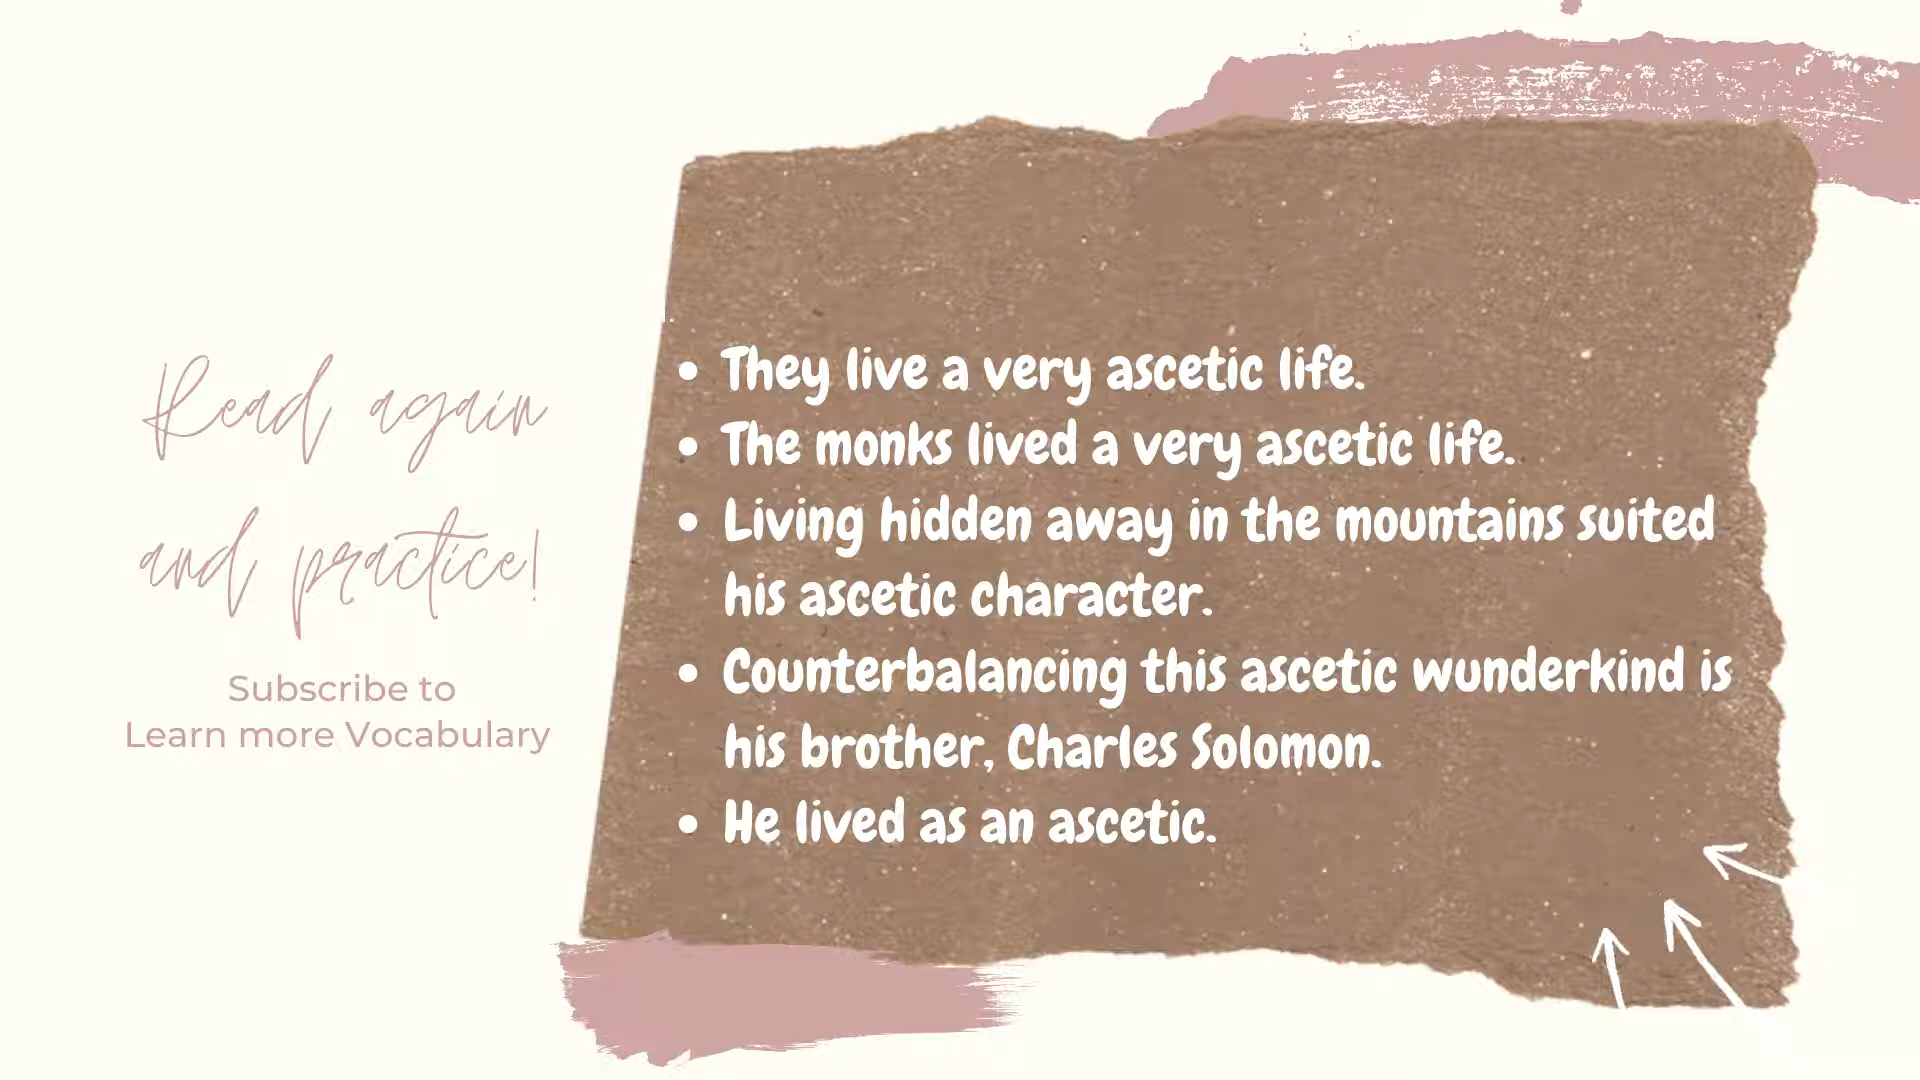 Read again
and practice!
Subscribe to
Learn more Vocabulary
• They live a very ascetic life.
• The monks lived a very ascetic life.
• Living hidden away in the mountains suited
his ascetic character.
• Counterbalancing this ascetic wunderkind is
his brother, Charles Solomon.
• He lived as an ascetic.